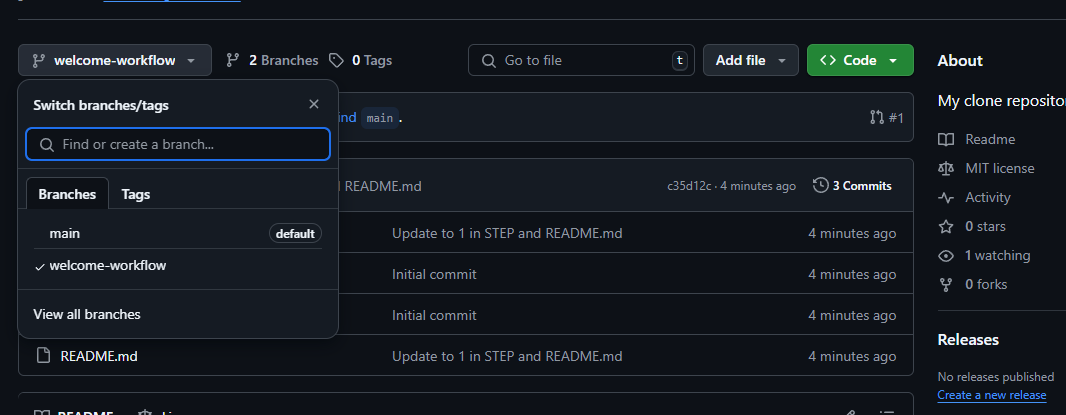 welcome-workflow
2 Branches
0 Tags
Go to file
t
Add file
Code
About
Switch branches/tags
My clone repositor
main .
#1
Find or create a branch...
Readme
MIT license
Branches
Tags
README.md
c35d12c · 4 minutes ago
3 Commits
Activity
0 stars
main
default
Update to 1 in STEP and README.md
4 minutes ago
1 watching
welcome-workflow
Initial commit
4 minutes ago
0 forks
View all branches
Initial commit
4 minutes ago
Releases
README.md
Update to 1 in STEP and README.md
4 minutes ago
No releases published
Create a new release
README